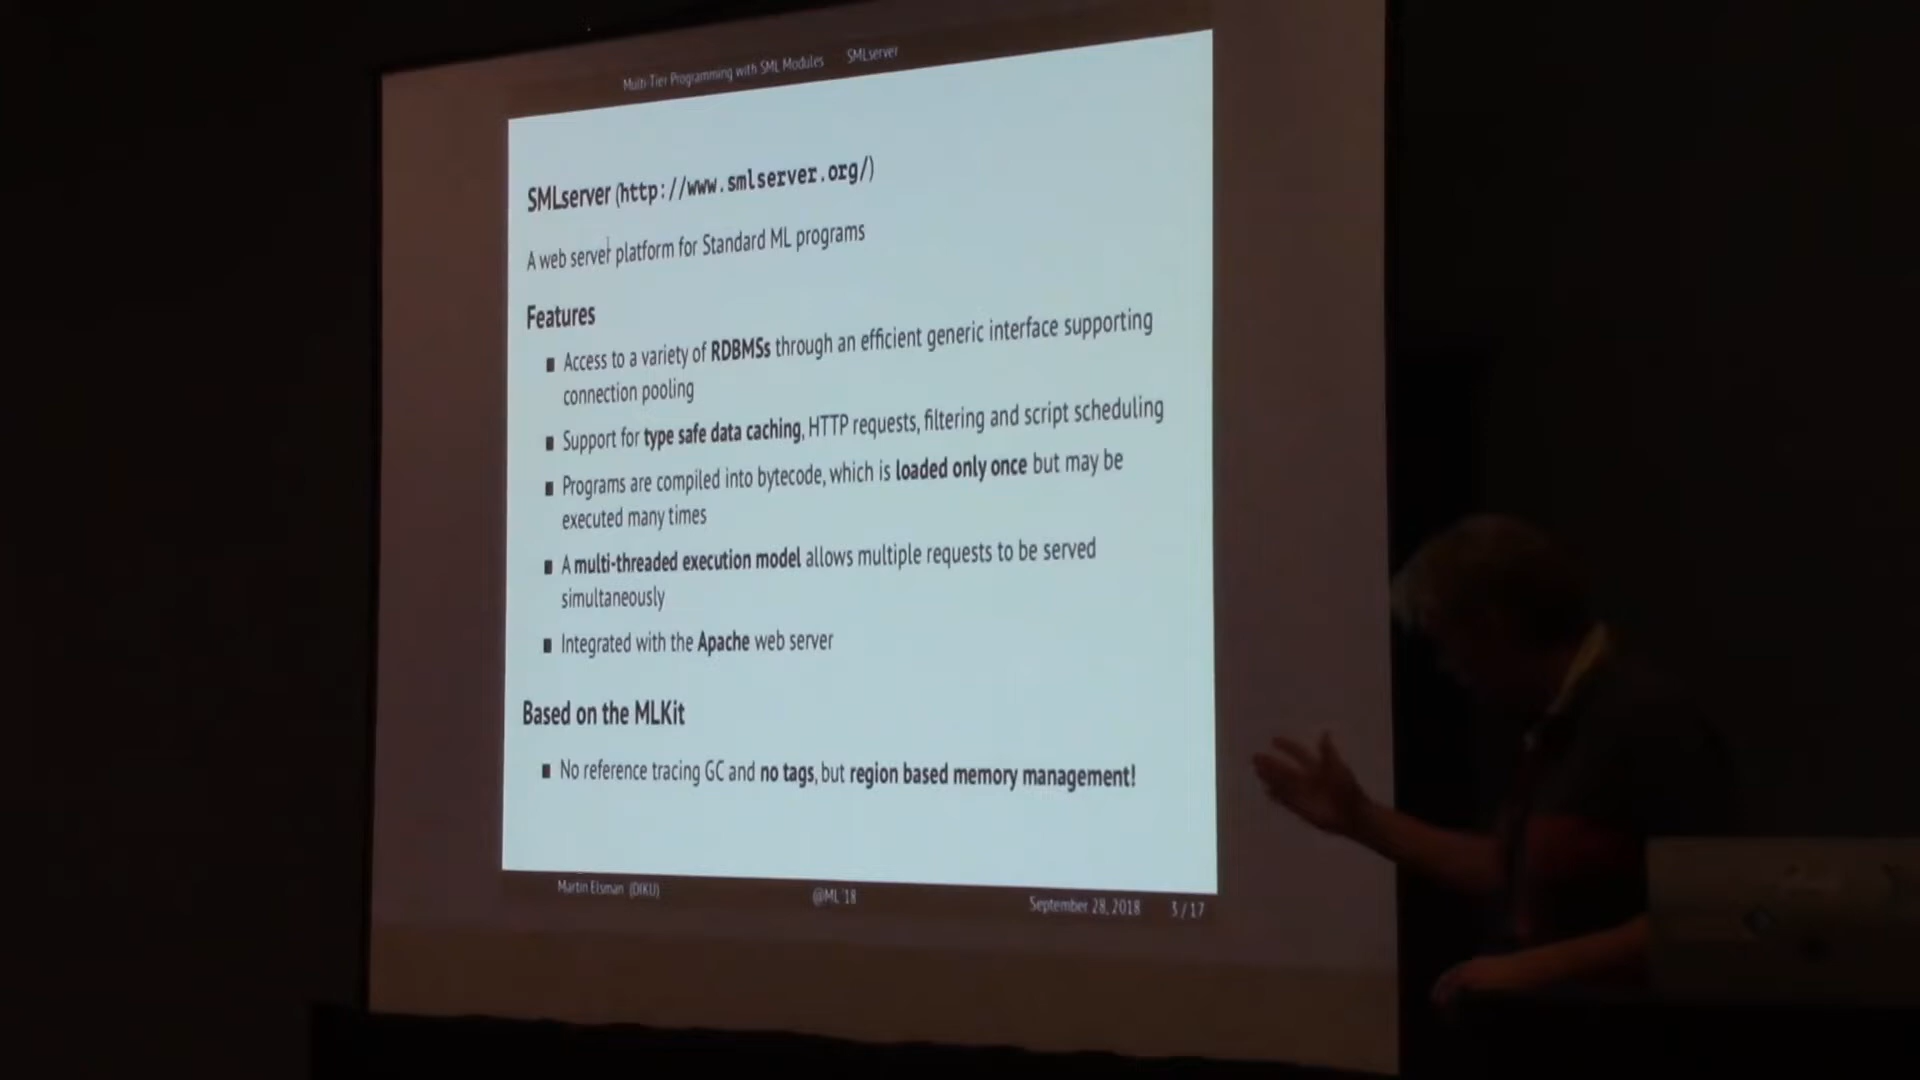 Multi-Tier Programming with SML Modules SMLserver
SMLserver (http://www.smlserver.org/)
A web server platform for Standard ML programs
Features
■ Access to a variety of RDBMSs through an efficient generic interface supporting
connection pooling
■ Support for type safe data caching, HTTP requests, filtering and script scheduling
■ Programs are compiled into bytecode, which is loaded only once but may be
executed many times
■ A multi-threaded execution model allows multiple requests to be served
simultaneously
■ Integrated with the Apache web server
Based on the MLKit
■ No reference tracing GC and no tags, but region based memory management!
Martin Elsman (DIKU) @ML '18 September 28, 2018 3 / 17